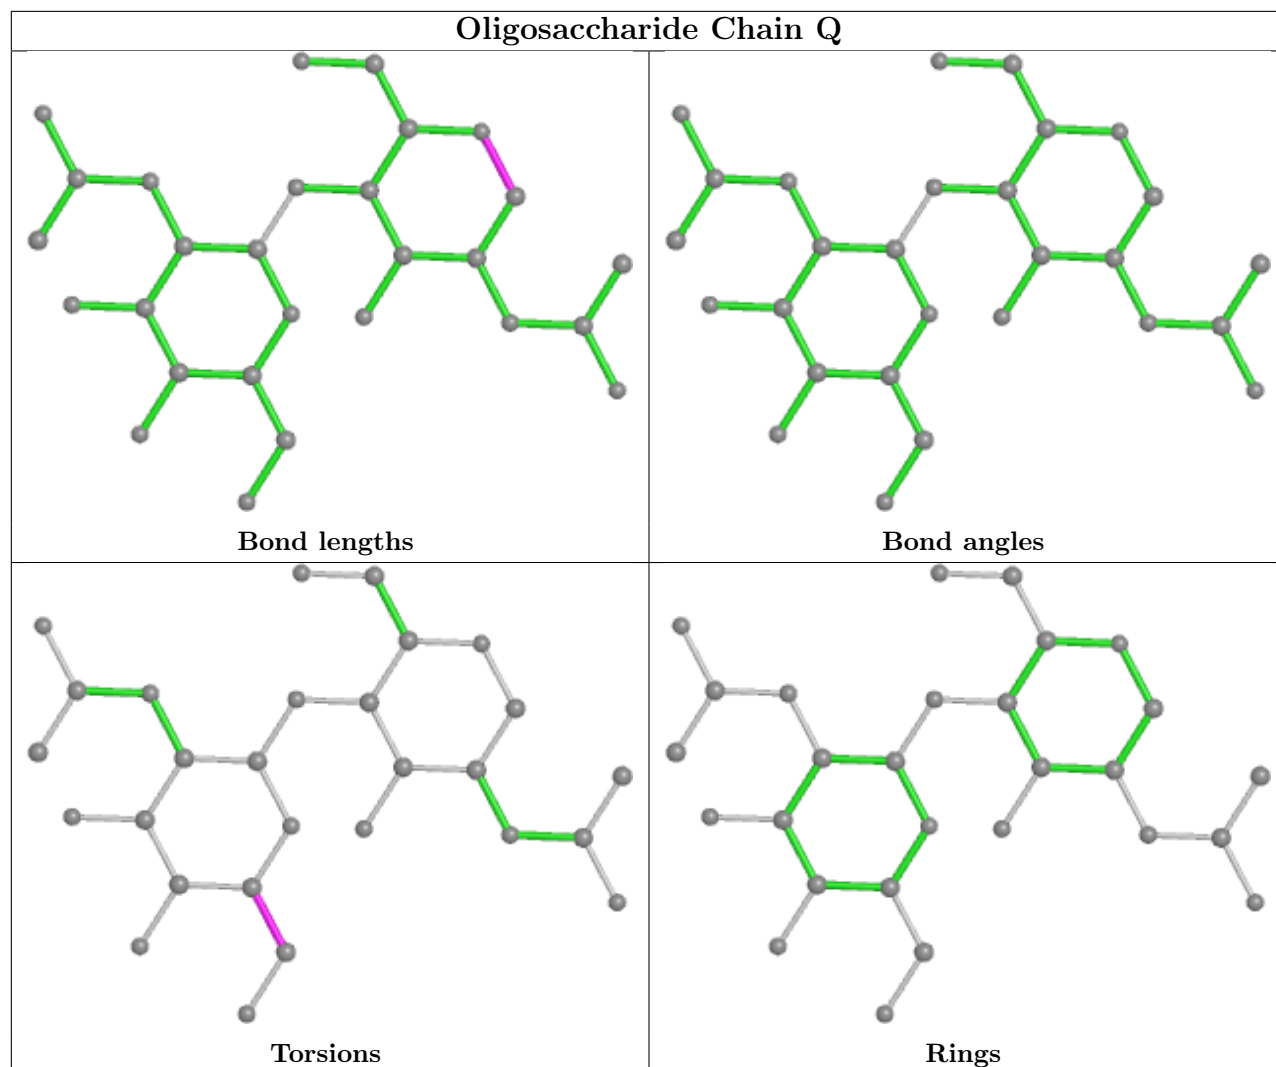 Oligosaccharide Chain Q
Bond lengths
Bond angles
Torsions
Rings